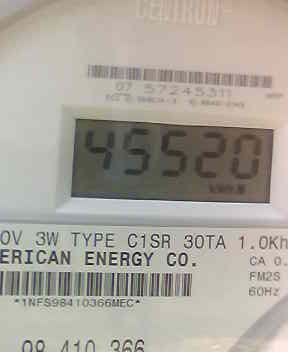 CENTRON
07 57245311
45520
0V 3W TYPE C1SR 30TA 1.0Kh
ERICAN ENERGY CO.
CA 0.
FM2S
60Hz
*1NFS98410366MEC*
98 410 366